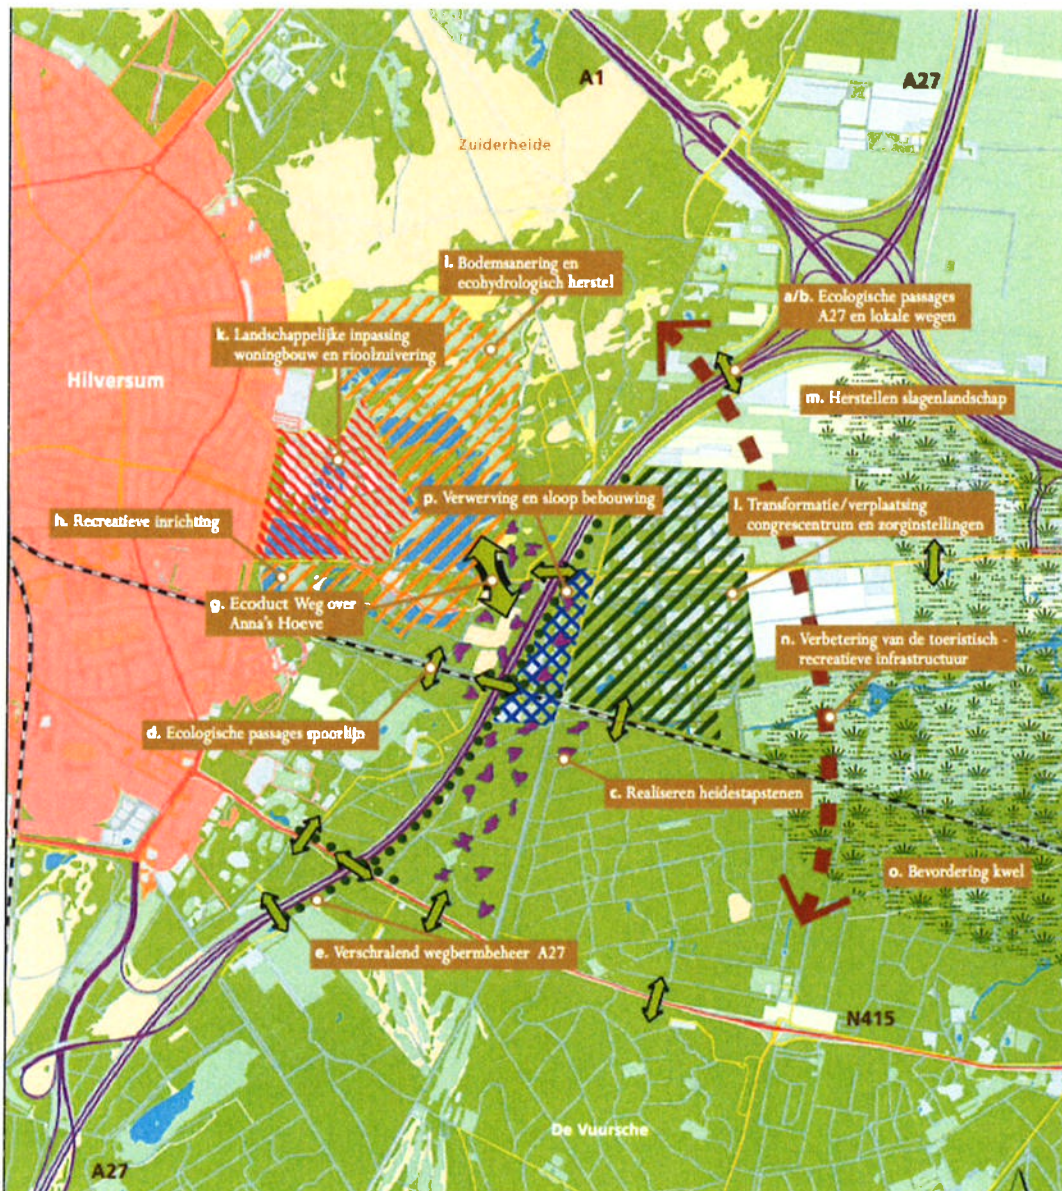 A1
A27
Zuiderheide
i. Bodemsanering en
ecohydrologisch herstel
k. Landschappelijke inpassing
woningbouw en rioolzuivering
a/b. Ecologische passages
A27 en lokale wegen
Hilversum
m. Herstellen slagenlandschap
p. Verwerving en sloop bebouwing
l. Transformatie/verplaatsing
congrescentrum en zorginstellingen
h. Recreatieve inrichting
g. Ecoduct Weg over
Anna's Hoeve
n. Verbetering van de toeristisch -
recreatieve infrastructuur
d. Ecologische passages spoorlijn
c. Realiseren heidestapstenen
o. Bevordering kwel
e. Verschralend wegbermbeheer A27
N415
De Vuursche
A27